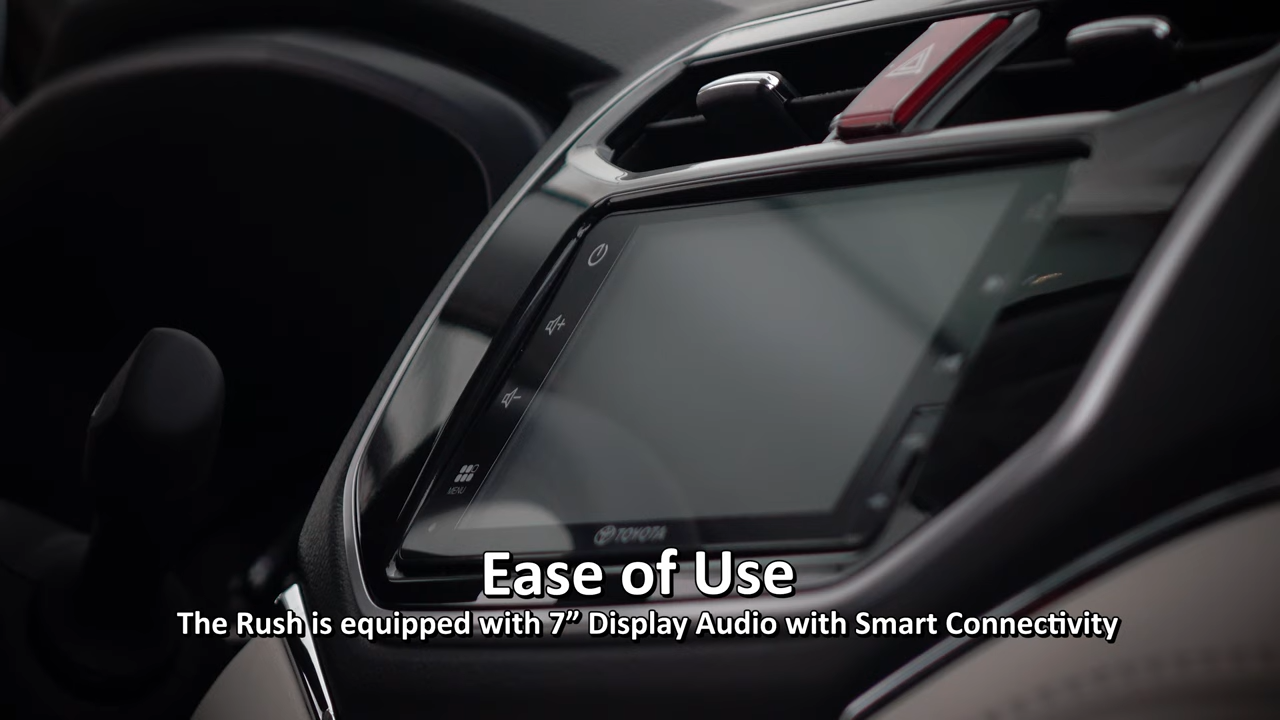 MENU
TOYOTA
Ease of Use
The Rush is equipped with 7” Display Audio with Smart Connectivity